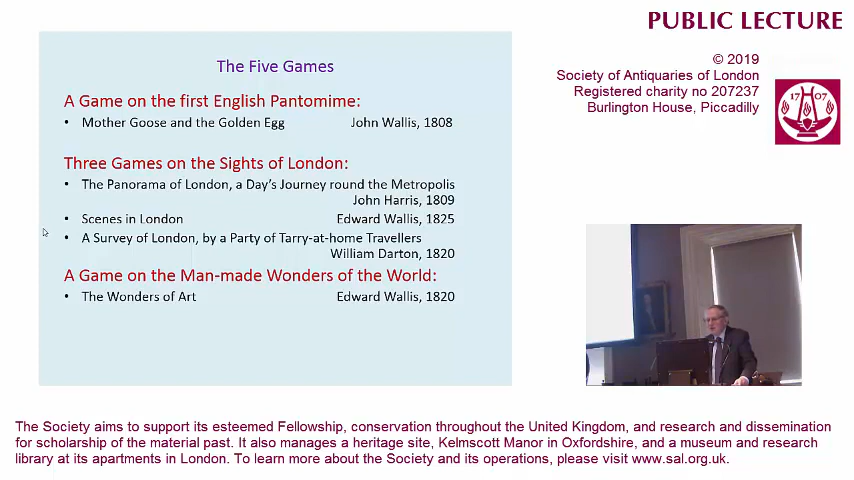 PUBLIC LECTURE
© 2019
Society of Antiquaries of London
Registered charity no 207237
Burlington House, Piccadilly
17 07
The Five Games
A Game on the first English Pantomime:
• Mother Goose and the Golden Egg John Wallis, 1808
Three Games on the Sights of London:
• The Panorama of London, a Day's Journey round the Metropolis
John Harris, 1809
• Scenes in London Edward Wallis, 1825
• A Survey of London, by a Party of Tarry-at-home Travellers
William Darton, 1820
A Game on the Man-made Wonders of the World:
• The Wonders of Art Edward Wallis, 1820
The Society aims to support its esteemed Fellowship, conservation throughout the United Kingdom, and research and dissemination
for scholarship of the material past. It also manages a heritage site, Kelmscott Manor in Oxfordshire, and a museum and research
library at its apartments in London. To learn more about the Society and its operations, please visit www.sal.org.uk.